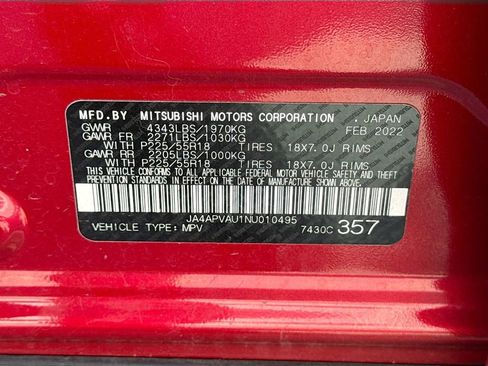 MFD.BY MITSUBISHI MOTORS CORPORATION . JAPAN
GVWR 4343LBS/1970KG FEB 2022
GAWR FR 2271LBS/1030KG
WITH P225/55R18 TIRES 18X7.0J RIMS
GAWR RR 2205LBS/1000KG
WITH P225/55R18 TIRES 18X7.0J RIMS
THIS VEHICLE CONFORMS TO ALL APPLICABLE FEDERAL
MOTOR VEHICLE SAFETY AND THEFT PREVENTION STANDARDS
IN EFFECT ON THE DATE OF MANUFACTURE SHOWN ABOVE.
JA4APVAU1NU010495
VEHICLE TYPE:MPV 7430C 357